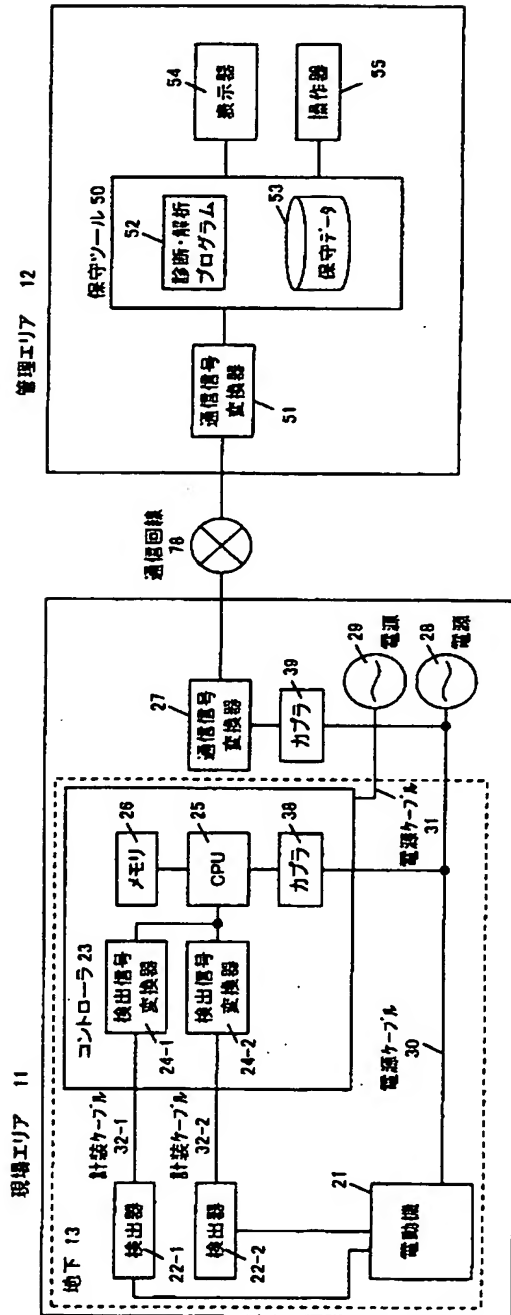 現場エリア 11
地下 13
検出器
22-1
検出器
22-2
計装ケーブル
32-1
計装ケーブル
32-2
コントローラ 23
検出信号
変換器
24-1
検出信号
変換器
24-2
メモリ
26
CPU
25
カプラ
38
電動機
21
電源ケーブル
30
電源ケーブル
31
通信信号
変換器
27
カプラ
39
29
電源
28
電源
通信回線
78
管理エリア 12
通信信号
変換器
51
保守ツール 50
52
診断・解析
プログラム
53
保守データ
表示器
54
操作器
55